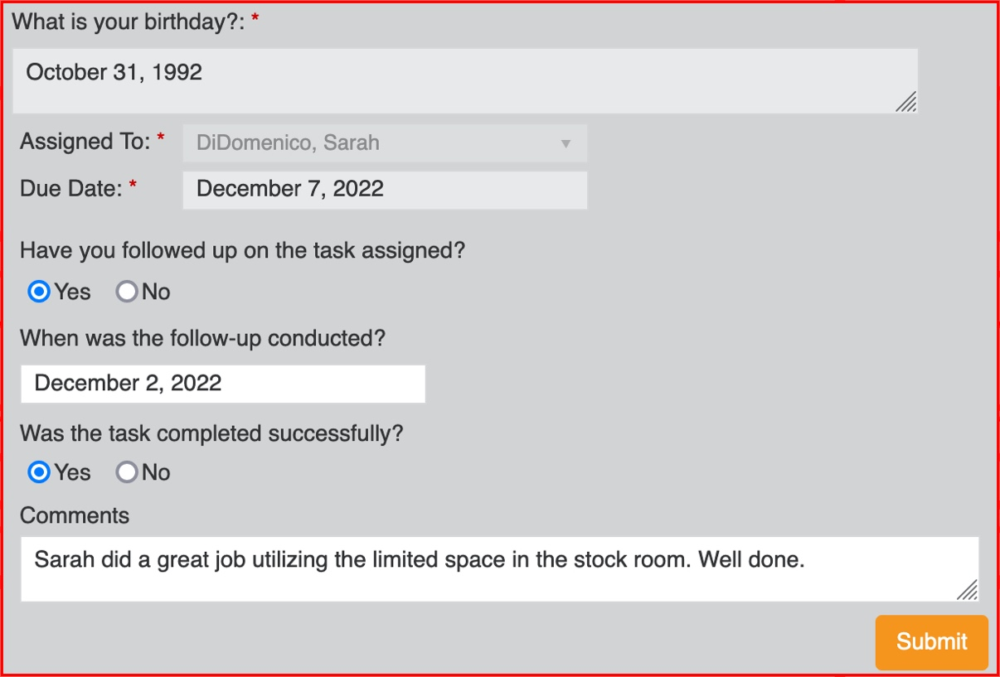 What is your birthday?: *
October 31, 1992
Assigned To: * DiDomenico, Sarah
Due Date: * December 7, 2022
Have you followed up on the task assigned?
Yes No
When was the follow-up conducted?
December 2, 2022
Was the task completed successfully?
Yes No
Comments
Sarah did a great job utilizing the limited space in the stock room. Well done.
Submit